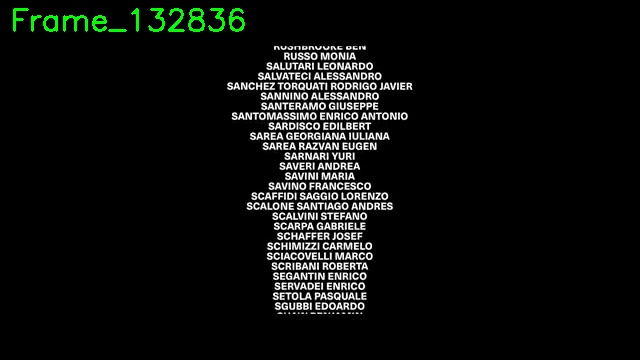 Frame_132836
RUSHBROOKE BEN
RUSSO MONIA
SALUTARI LEONARDO
SALVATECI ALESSANDRO
SANCHEZ TORQUATI RODRIGO JAVIER
SANNINO ALESSANDRO
SANTERAMO GIUSEPPE
SANTOMASSIMO ENRICO ANTONIO
SARDISCO EDILBERT
SAREA GEORGIANA IULIANA
SAREA RAZVAN EUGEN
SARNARI YURI
SAVERI ANDREA
SAVINI MARIA
SAVINO FRANCESCO
SCAFFIDI SAGGIO LORENZO
SCALONE SANTIAGO ANDRES
SCALVINI STEFANO
SCARPA GABRIELE
SCHAFFER JOSEF
SCHIMIZZI CARMELO
SCIACOVELLI MARCO
SCRIBANI ROBERTA
SEGANTIN ENRICO
SERVADEI ENRICO
SETOLA PASQUALE
SGUBBI EDOARDO